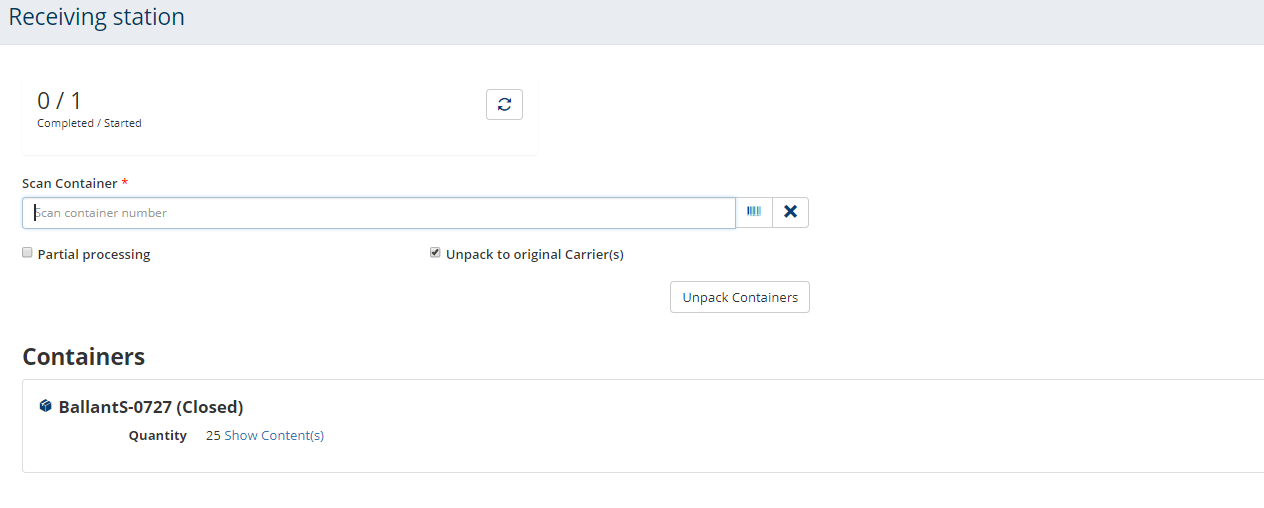 Receiving station
0 / 1
Completed / Started
Scan Container *
Scan container number
Partial processing
Unpack to original Carrier(s)
Unpack Containers
Containers
BallantS-0727 (Closed)
Quantity 25 Show Content(s)